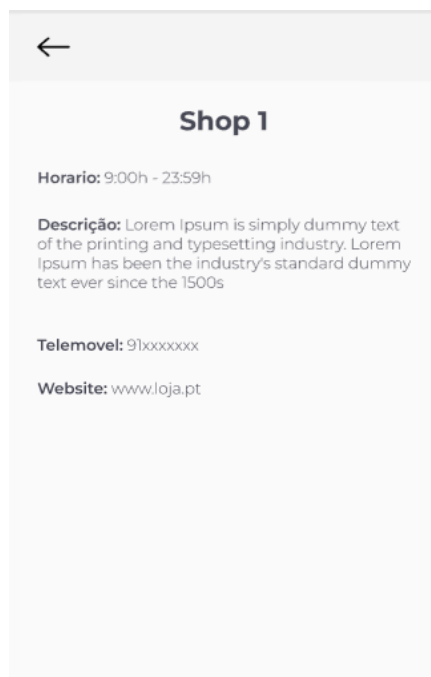 Shop 1
Horario: 9:00h - 23:59h
Descrição: Lorem Ipsum is simply dummy text
of the printing and typesetting industry. Lorem
Ipsum has been the industry's standard dummy
text ever since the 1500s
Telemovel: 91xxxxxxx
Website: www.loja.pt